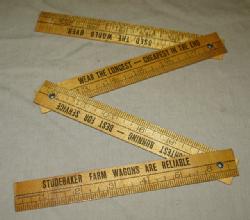 USED THE WORLD OVER.
WEAR THE LONGEST — CHEAPEST IN THE END
BEST FOR SERVICE
RUNNING —
STUDEBAKER FARM WAGONS ARE RELIABLE